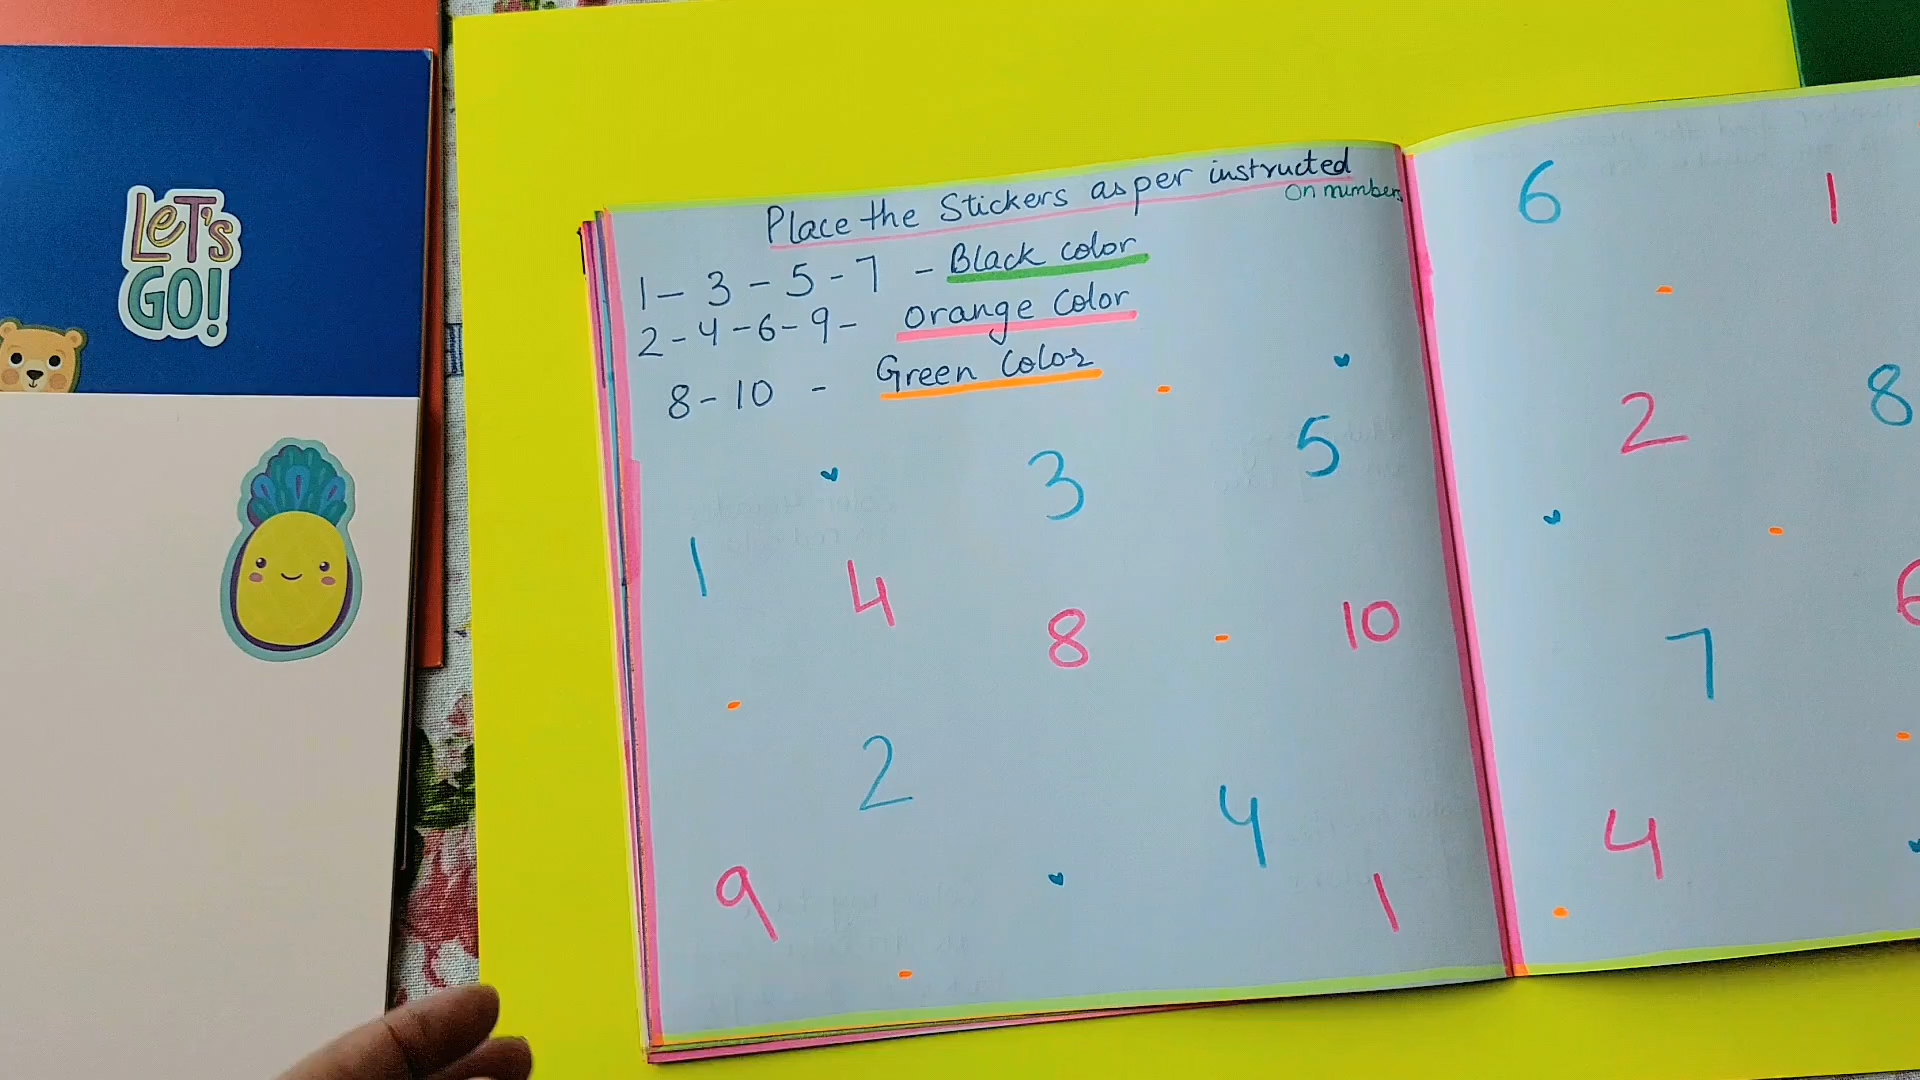 LET'S
GO!
Place the Stickers as per instructed
On numbers
1 - 3 - 5 - 7 - Black color
2 - 4 - 6 - 9 - orange color
8 - 10 - Green color
3 5
1 4 8 10
2 4
9 1
6 1
2 8
7 6
4